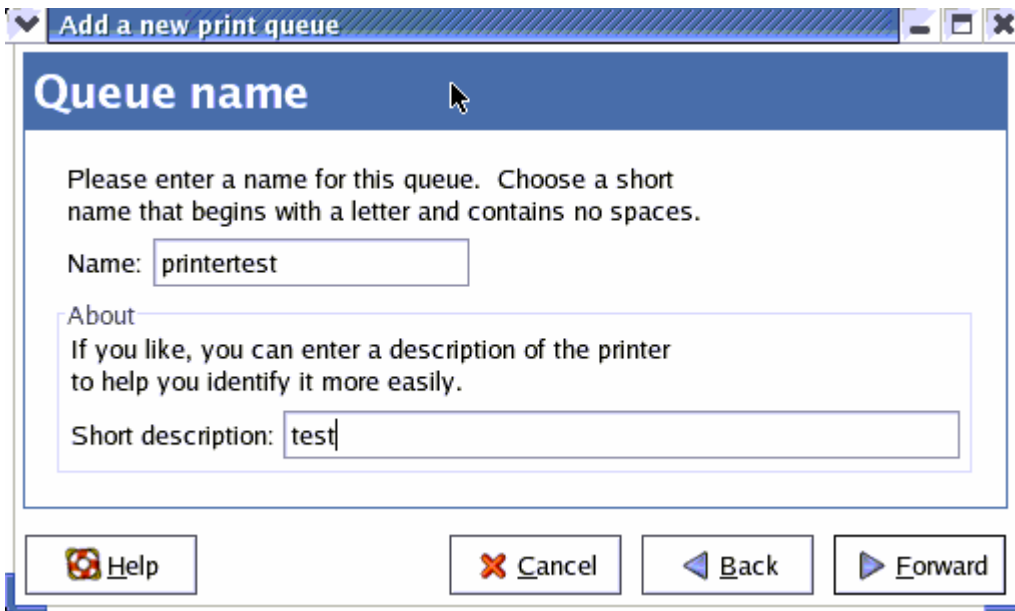 Add a new print queue
Queue name
Please enter a name for this queue.  Choose a short
name that begins with a letter and contains no spaces.
Name: printertest
About
If you like, you can enter a description of the printer
to help you identify it more easily.
Short description: test
Help Cancel Back Forward